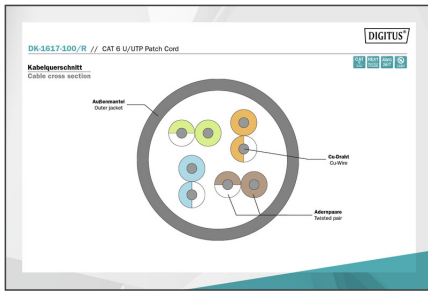 DIGITUS®
DK-1617-100/R // CAT 6 U/UTP Patch Cord
Kabelquerschnitt
Cable cross section
Außenmantel
Outer jacket
Cu-Draht
Cu-Wire
Adernpaare
Twisted pair